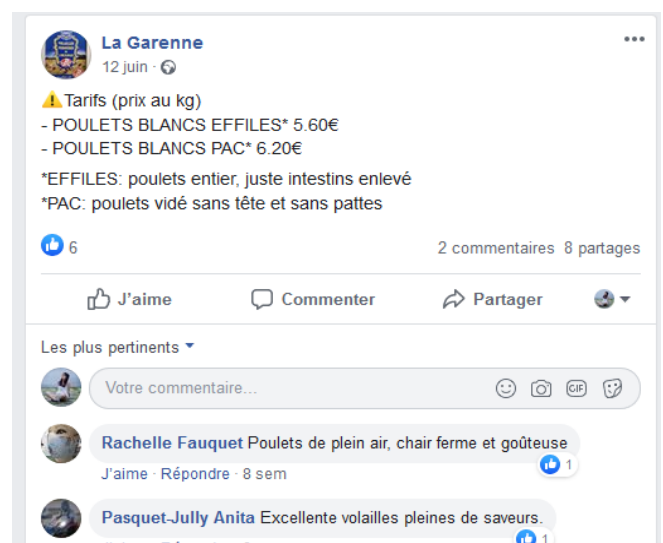 La Garenne
12 juin ·
Tarifs (prix au kg)
- POULETS BLANCS EFFILES* 5.60€
- POULETS BLANCS PAC* 6.20€
*EFFILES: poulets entier, juste intestins enlevé
*PAC: poulets vidé sans tête et sans pattes
6
2 commentaires 8 partages
J'aime Commenter Partager
Les plus pertinents
Votre commentaire...
GIF
Rachelle Fauquet Poulets de plein air, chair ferme et goûteuse
1
J'aime · Répondre · 8 sem
Pasquet-Jully Anita Excellente volailles pleines de saveurs.
1